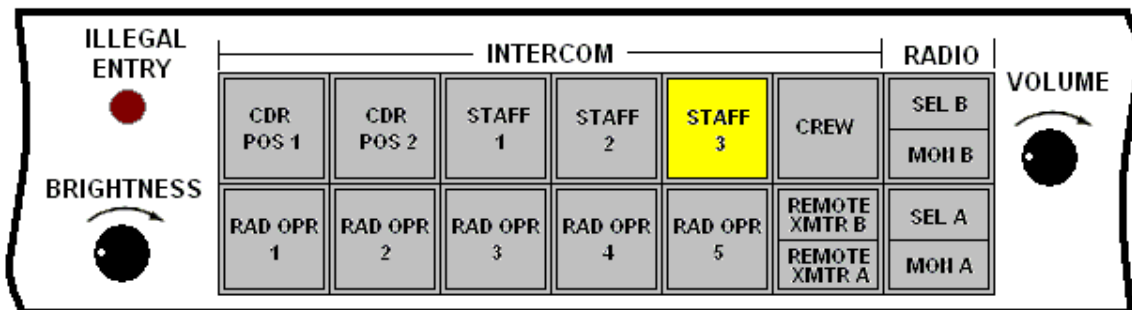 ILLEGAL
ENTRY
INTERCOM
RADIO
VOLUME
BRIGHTNESS
CDR
POS 1
CDR
POS 2
STAFF
1
STAFF
2
STAFF
3
CREW
SEL B
MON B
RAD OPR
1
RAD OPR
2
RAD OPR
3
RAD OPR
4
RAD OPR
5
REMOTE
XMTR B
REMOTE
XMTR A
SEL A
MON A